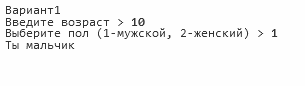 Вариант1
Введите возраст > 10
Выберите пол (1-мужской, 2-женский) > 1
Ты мальчик